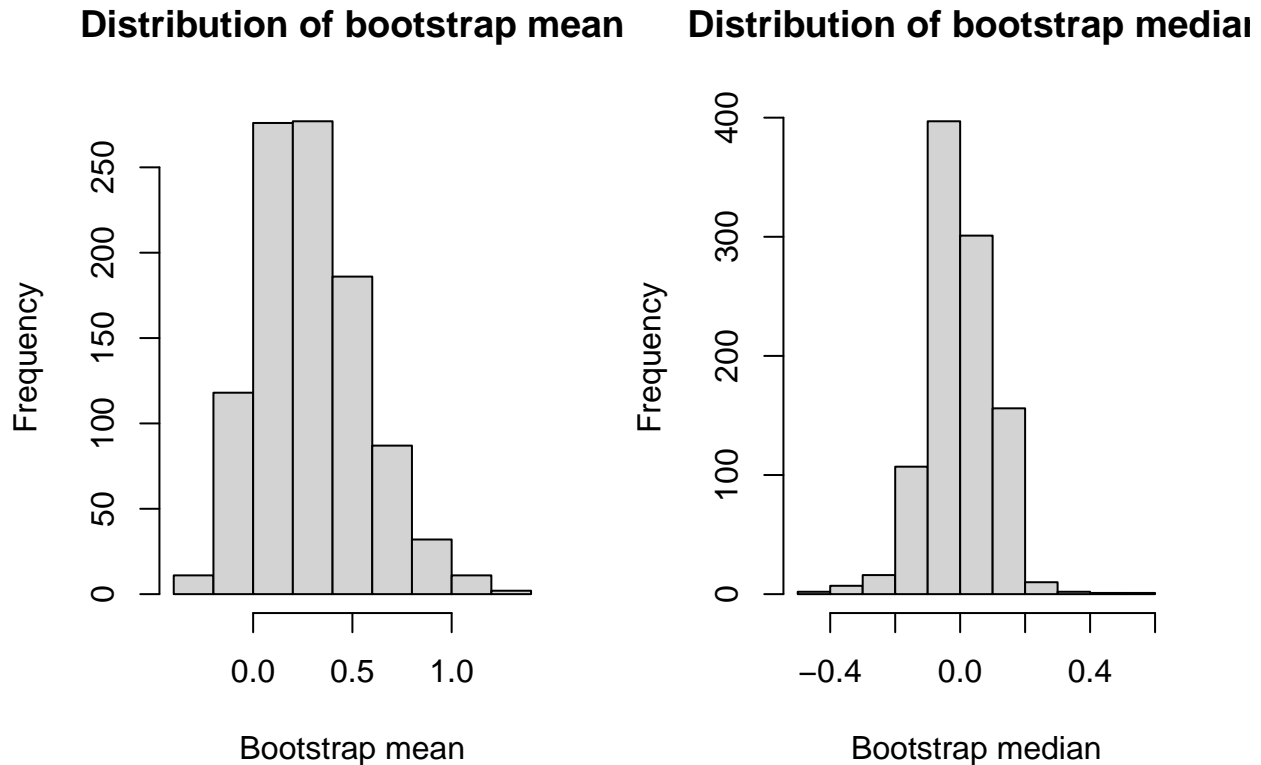 Distribution of bootstrap mean
Frequency
250
200
150
100
50
0
0.0 0.5 1.0
Bootstrap mean
Distribution of bootstrap media
Frequency
400
300
200
100
0
−0.4 0.0 0.4
Bootstrap median